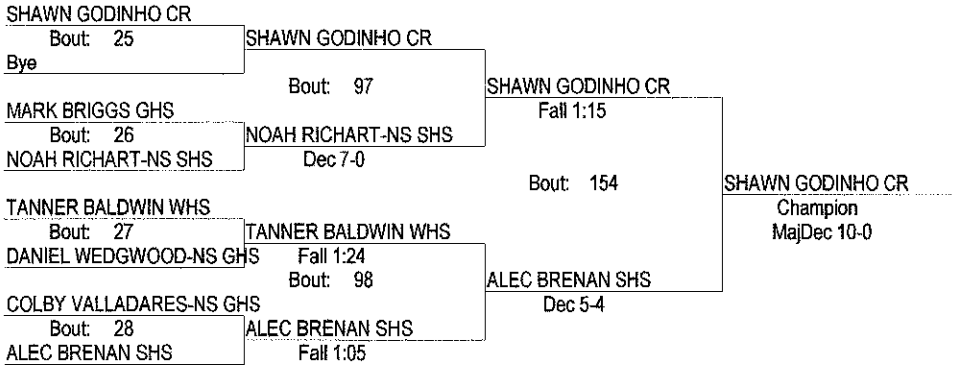 SHAWN GODINHO CR
Bout: 25
Bye
SHAWN GODINHO CR
Bout: 97
MARK BRIGGS GHS
Bout: 26
NOAH RICHART-NS SHS
NOAH RICHART-NS SHS
Dec 7-0
SHAWN GODINHO CR
Fall 1:15
Bout: 154
TANNER BALDWIN WHS
Bout: 27
DANIEL WEDGWOOD-NS GHS
TANNER BALDWIN WHS
Fall 1:24
Bout: 98
COLBY VALLADARES-NS GHS
Bout: 28
ALEC BRENAN SHS
ALEC BRENAN SHS
Fall 1:05
ALEC BRENAN SHS
Dec 5-4
SHAWN GODINHO CR
Champion
MajDec 10-0